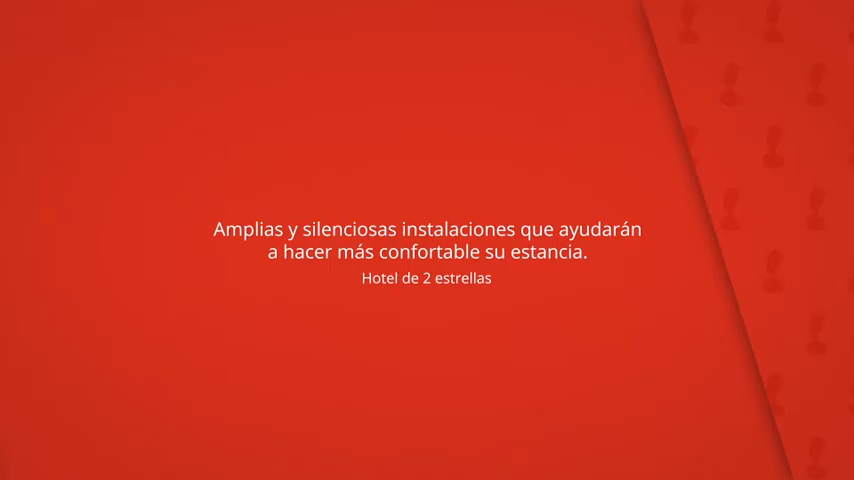 Amplias y silenciosas instalaciones que ayudarán
a hacer más confortable su estancia.
Hotel de 2 estrellas